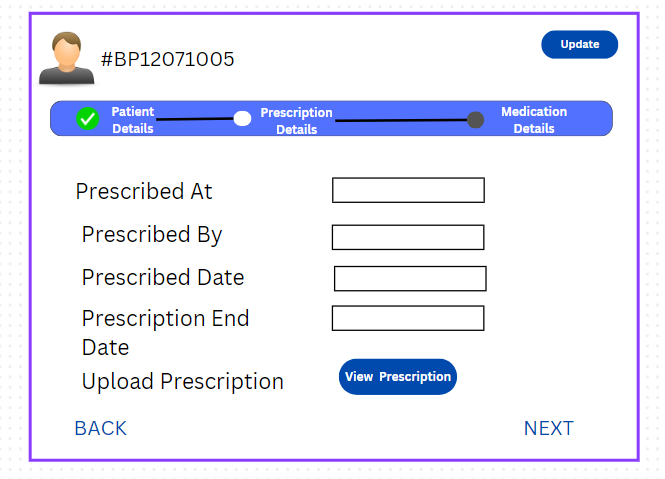 #BP12071005
Update
Patient
Details
Prescription
Details
Medication
Details
Prescribed At
Prescribed By
Prescribed Date
Prescription End
Date
Upload Prescription
View Prescription
BACK
NEXT